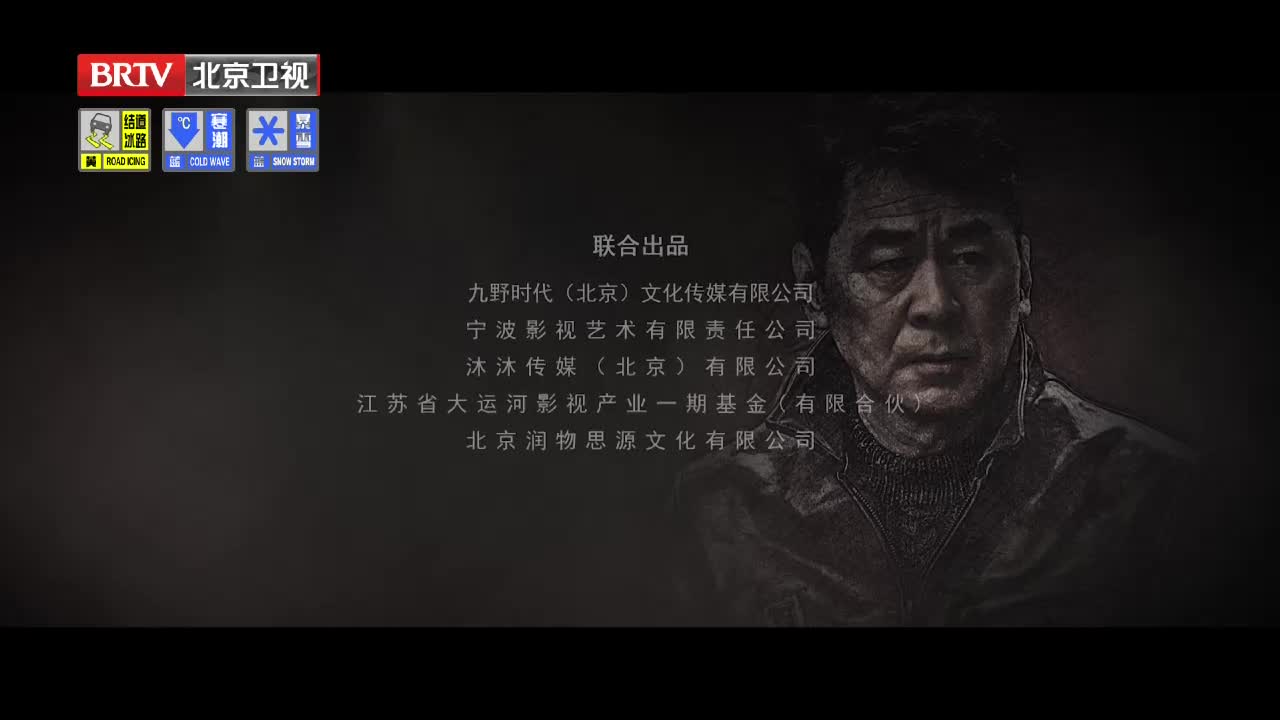 BRTV 北京卫视
道路结冰
黄 ROAD ICING
℃ 寒潮
蓝 COLD WAVE
暴雪
蓝 SNOW STORM
联合出品
九野时代（北京）文化传媒有限公司
宁波影视艺术有限责任公司
沐沐传媒（北京）有限公司
江苏省大运河影视产业一期基金（有限合伙）
北京润物思源文化有限公司